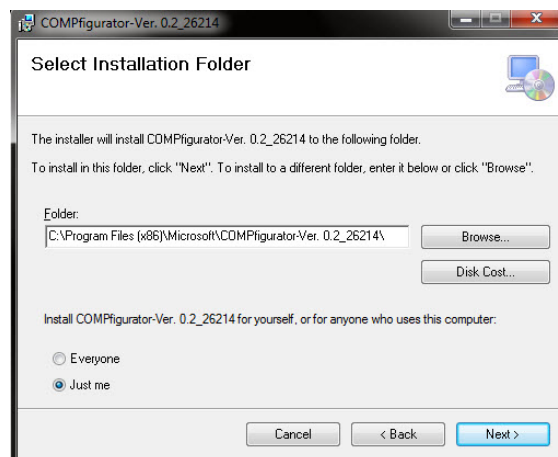 COMPfigurator-Ver. 0.2_26214
Select Installation Folder
The installer will install COMPfigurator-Ver. 0.2_26214 to the following folder.
To install in this folder, click "Next". To install to a different folder, enter it below or click "Browse".
Folder:
C:\Program Files (x86)\Microsoft\COMPfigurator-Ver. 0.2_26214\
Browse...
Disk Cost...
Install COMPfigurator-Ver. 0.2_26214 for yourself, or for anyone who uses this computer:
Everyone
Just me
Cancel
< Back
Next >